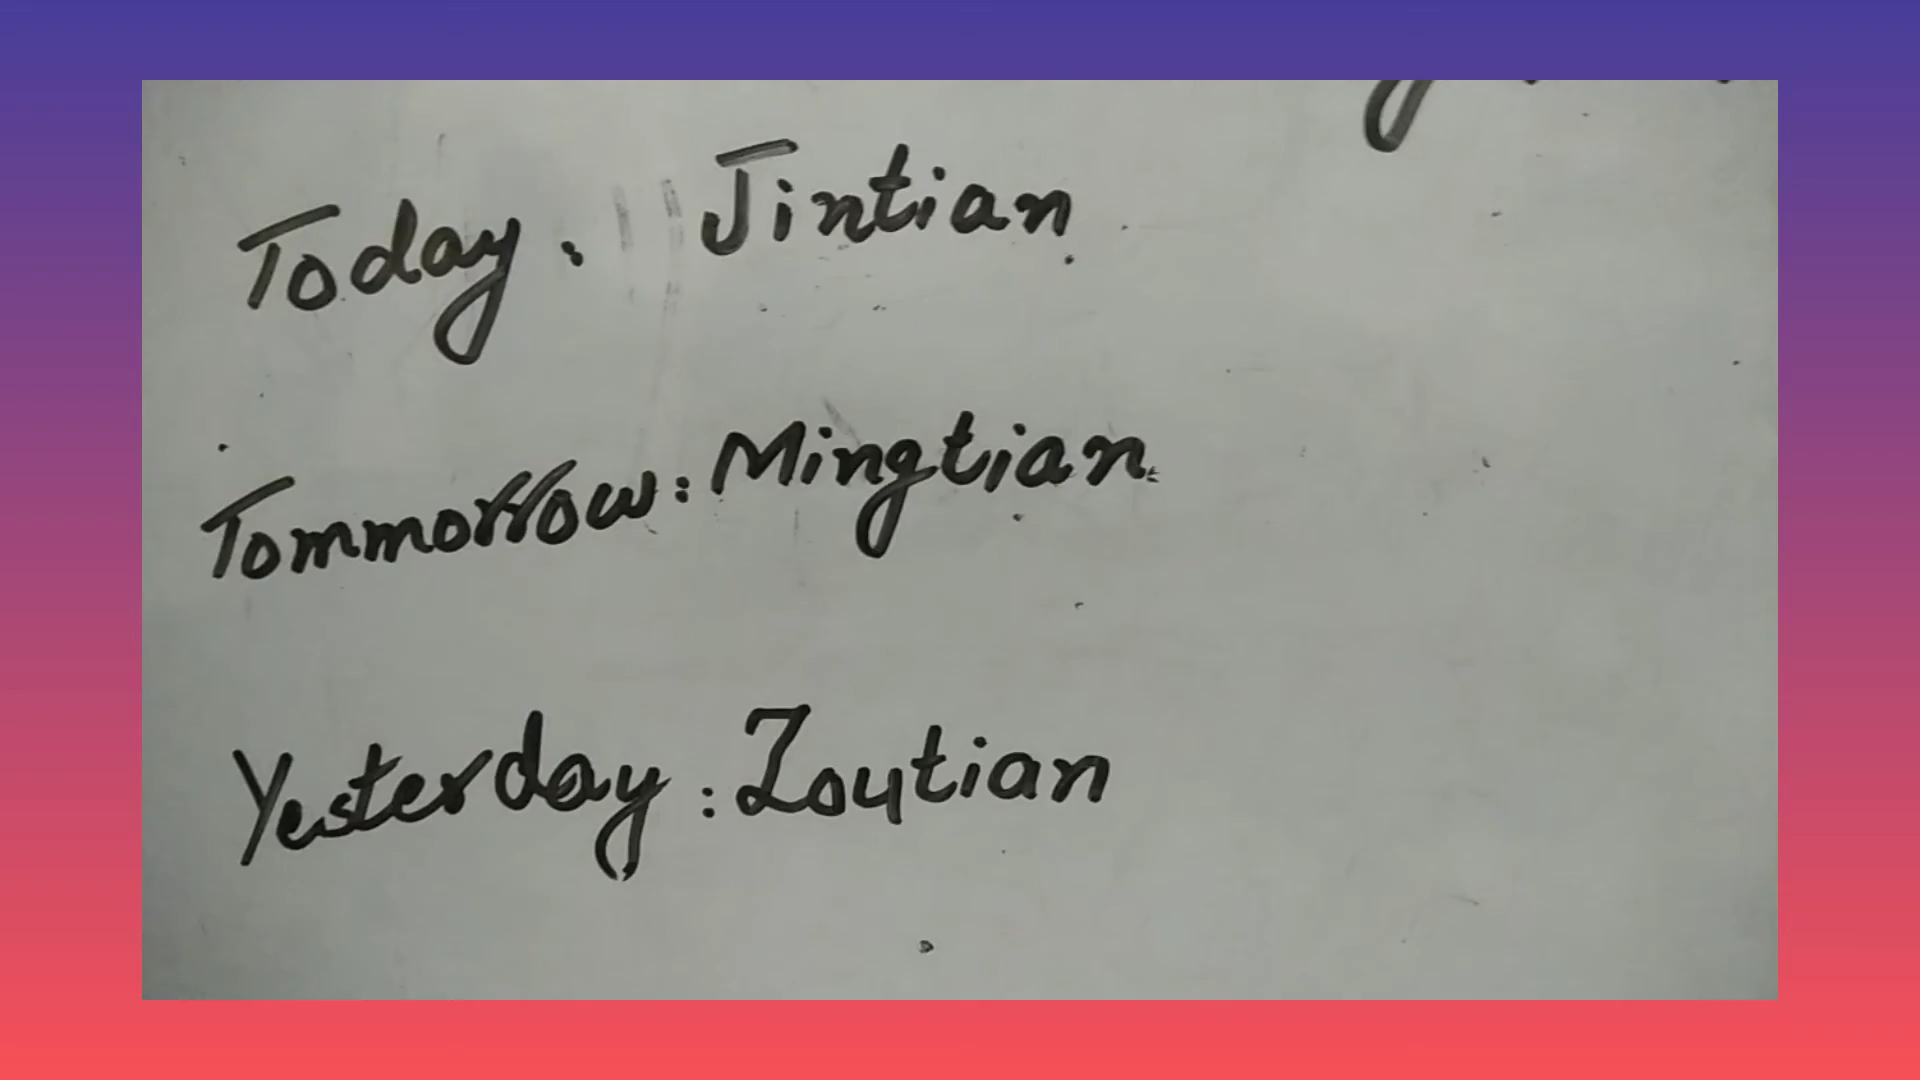 Today : Jintian
Tommorrow : Mingtian
Yesterday : Zoutian